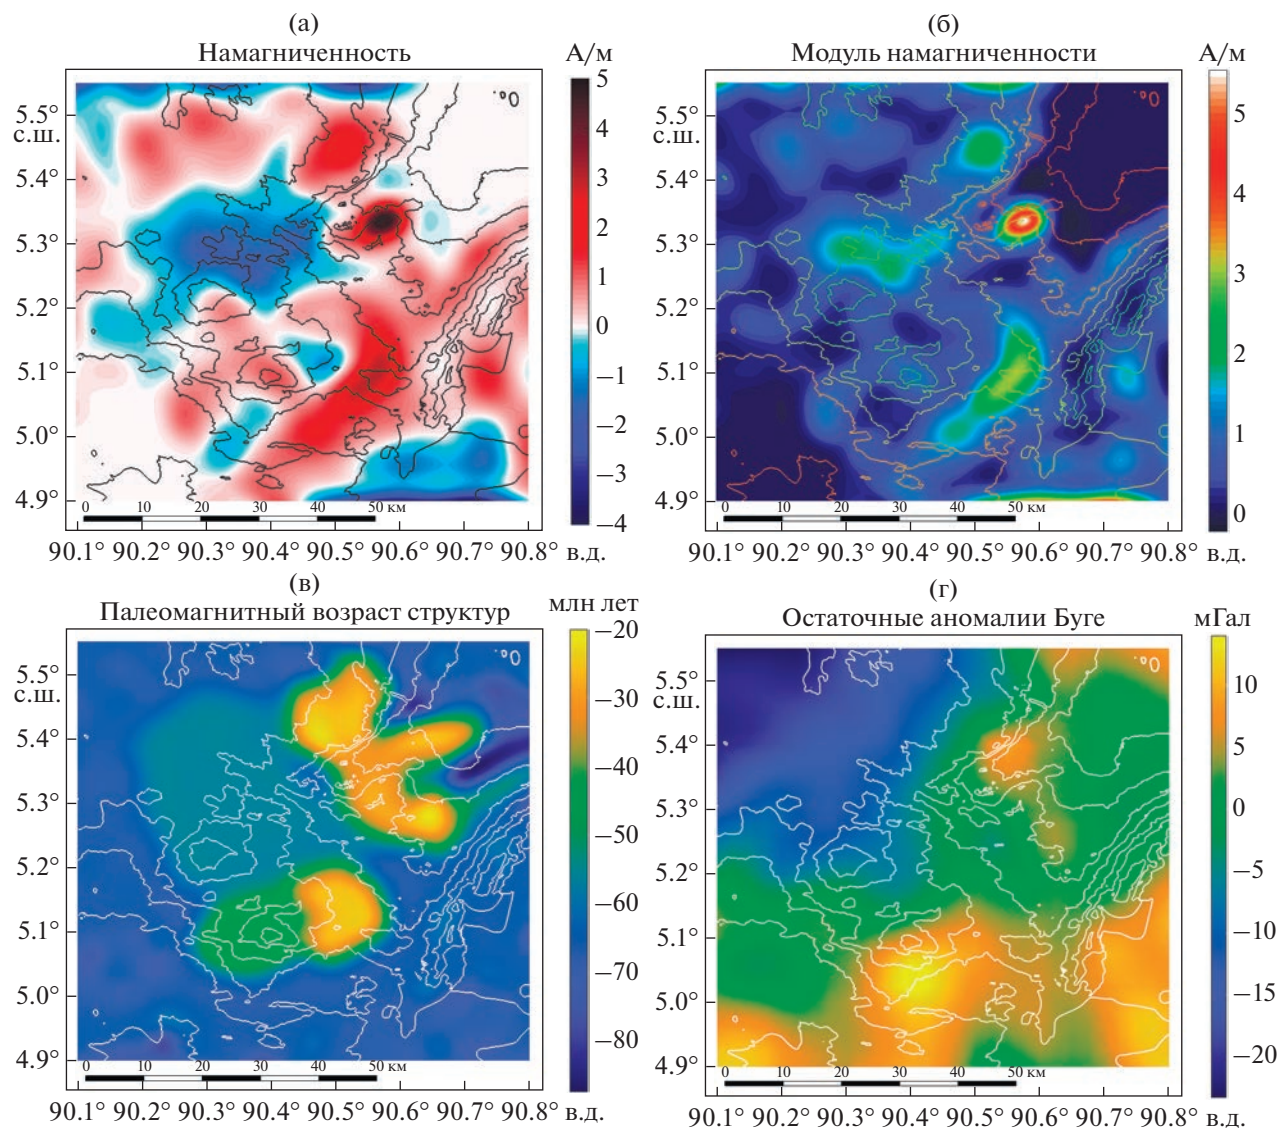 (а)
Намагниченность
А/м
5.5°
с.ш.
5.4°
5.3°
5.2°
5.1°
5.0°
4.9°
5
4
3
2
1
0
−1
−2
−3
−4
0 10 20 30 40 50 км
90.1° 90.2° 90.3° 90.4° 90.5° 90.6° 90.7° 90.8° в.д.
(б)
Модуль намагниченности
А/м
5.5°
с.ш.
5.4°
5.3°
5.2°
5.1°
5.0°
4.9°
5
4
3
2
1
0
0 10 20 30 40 50 км
90.1° 90.2° 90.3° 90.4° 90.5° 90.6° 90.7° 90.8° в.д.
(в)
Палеомагнитный возраст структур
млн лет
5.5°
с.ш.
5.4°
5.3°
5.2°
5.1°
5.0°
4.9°
−20
−30
−40
−50
−60
−70
−80
0 10 20 30 40 50 км
90.1° 90.2° 90.3° 90.4° 90.5° 90.6° 90.7° 90.8° в.д.
(г)
Остаточные аномалии Буге
мГал
5.5°
с.ш.
5.4°
5.3°
5.2°
5.1°
5.0°
4.9°
10
5
0
−5
−10
−15
−20
0 10 20 30 40 50 км
90.1° 90.2° 90.3° 90.4° 90.5° 90.6° 90.7° 90.8° в.д.